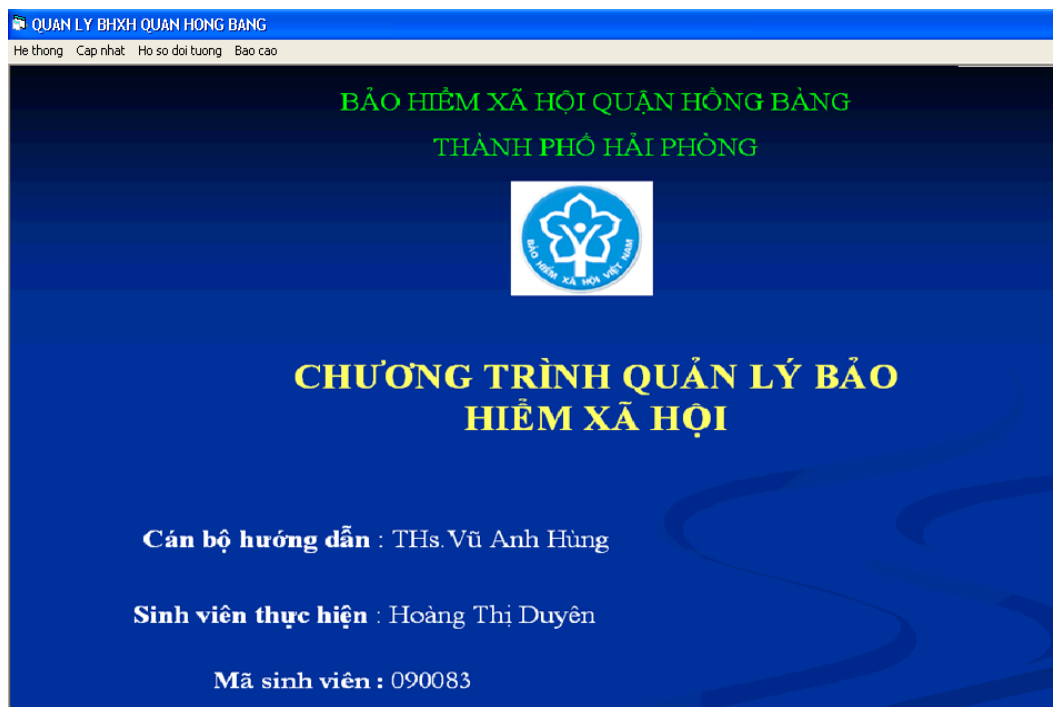 QUAN LY BHXH QUAN HONG BANG
He thong Cap nhat Ho so doi tuong Bao cao
BẢO HIỂM XÃ HỘI QUẬN HỒNG BÀNG
THÀNH PHỐ HẢI PHÒNG
BẢO HIỂM XÃ HỘI VIỆT NAM
CHƯƠNG TRÌNH QUẢN LÝ BẢO
HIỂM XÃ HỘI
Cán bộ hướng dẫn : THs.Vũ Anh Hùng
Sinh viên thực hiện : Hoàng Thị Duyên
Mã sinh viên : 090083